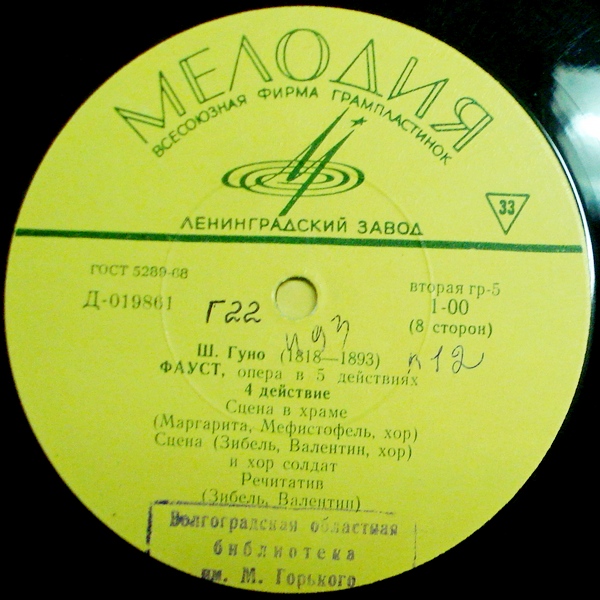 МЕЛОДИЯ
ВСЕСОЮЗНАЯ ФИРМА ГРАМПЛАСТИНОК
ЛЕНИНГРАДСКИЙ ЗАВОД
33
ГОСТ 5289-68
Д-019861
Г22
вторая гр-5
1-00
(8 сторон)
п12
Ш. Гуно (1818—1893)
ФАУСТ, опера в 5 действиях
4 действие
Сцена в храме
(Маргарита, Мефистофель, хор)
Сцена (Зибель, Валентин, хор)
и хор солдат
Речитатив
(Зибель, Валентин)
Волгоградская областная
библиотека
им. М. Горького